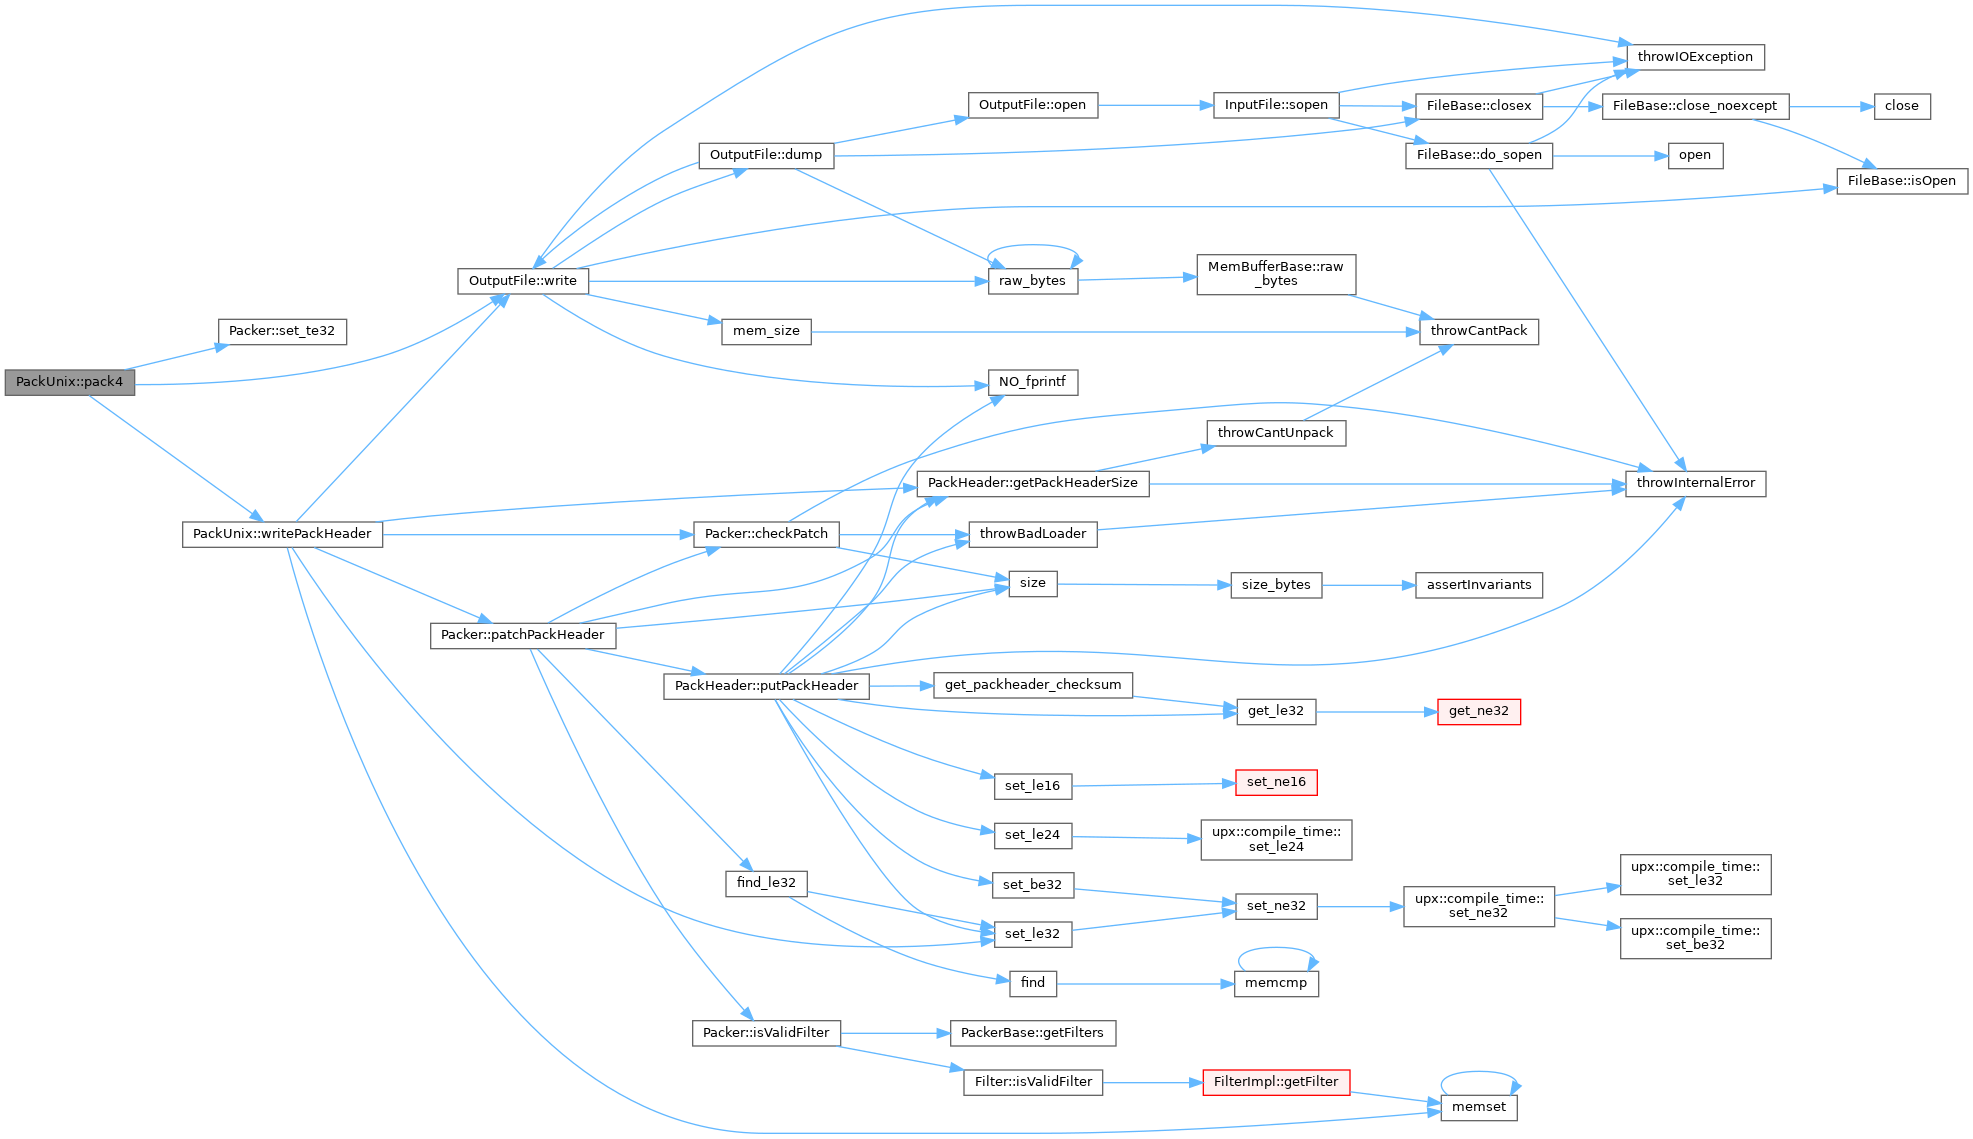 throwIOException
OutputFile::open
InputFile::sopen
FileBase::closex
FileBase::close_noexcept
close
OutputFile::dump
FileBase::do_sopen
open
FileBase::isOpen
OutputFile::write
raw_bytes
MemBufferBase::raw
_bytes
Packer::set_te32
mem_size
throwCantPack
PackUnix::pack4
NO_fprintf
throwCantUnpack
PackHeader::getPackHeaderSize
throwInternalError
PackUnix::writePackHeader
Packer::checkPatch
throwBadLoader
size
size_bytes
assertInvariants
Packer::patchPackHeader
PackHeader::putPackHeader
get_packheader_checksum
get_le32
get_ne32
set_le16
set_ne16
set_le24
upx::compile_time::
set_le24
find_le32
set_be32
set_ne32
upx::compile_time::
set_ne32
upx::compile_time::
set_le32
set_le32
upx::compile_time::
set_be32
find
memcmp
Packer::isValidFilter
PackerBase::getFilters
Filter::isValidFilter
FilterImpl::getFilter
memset